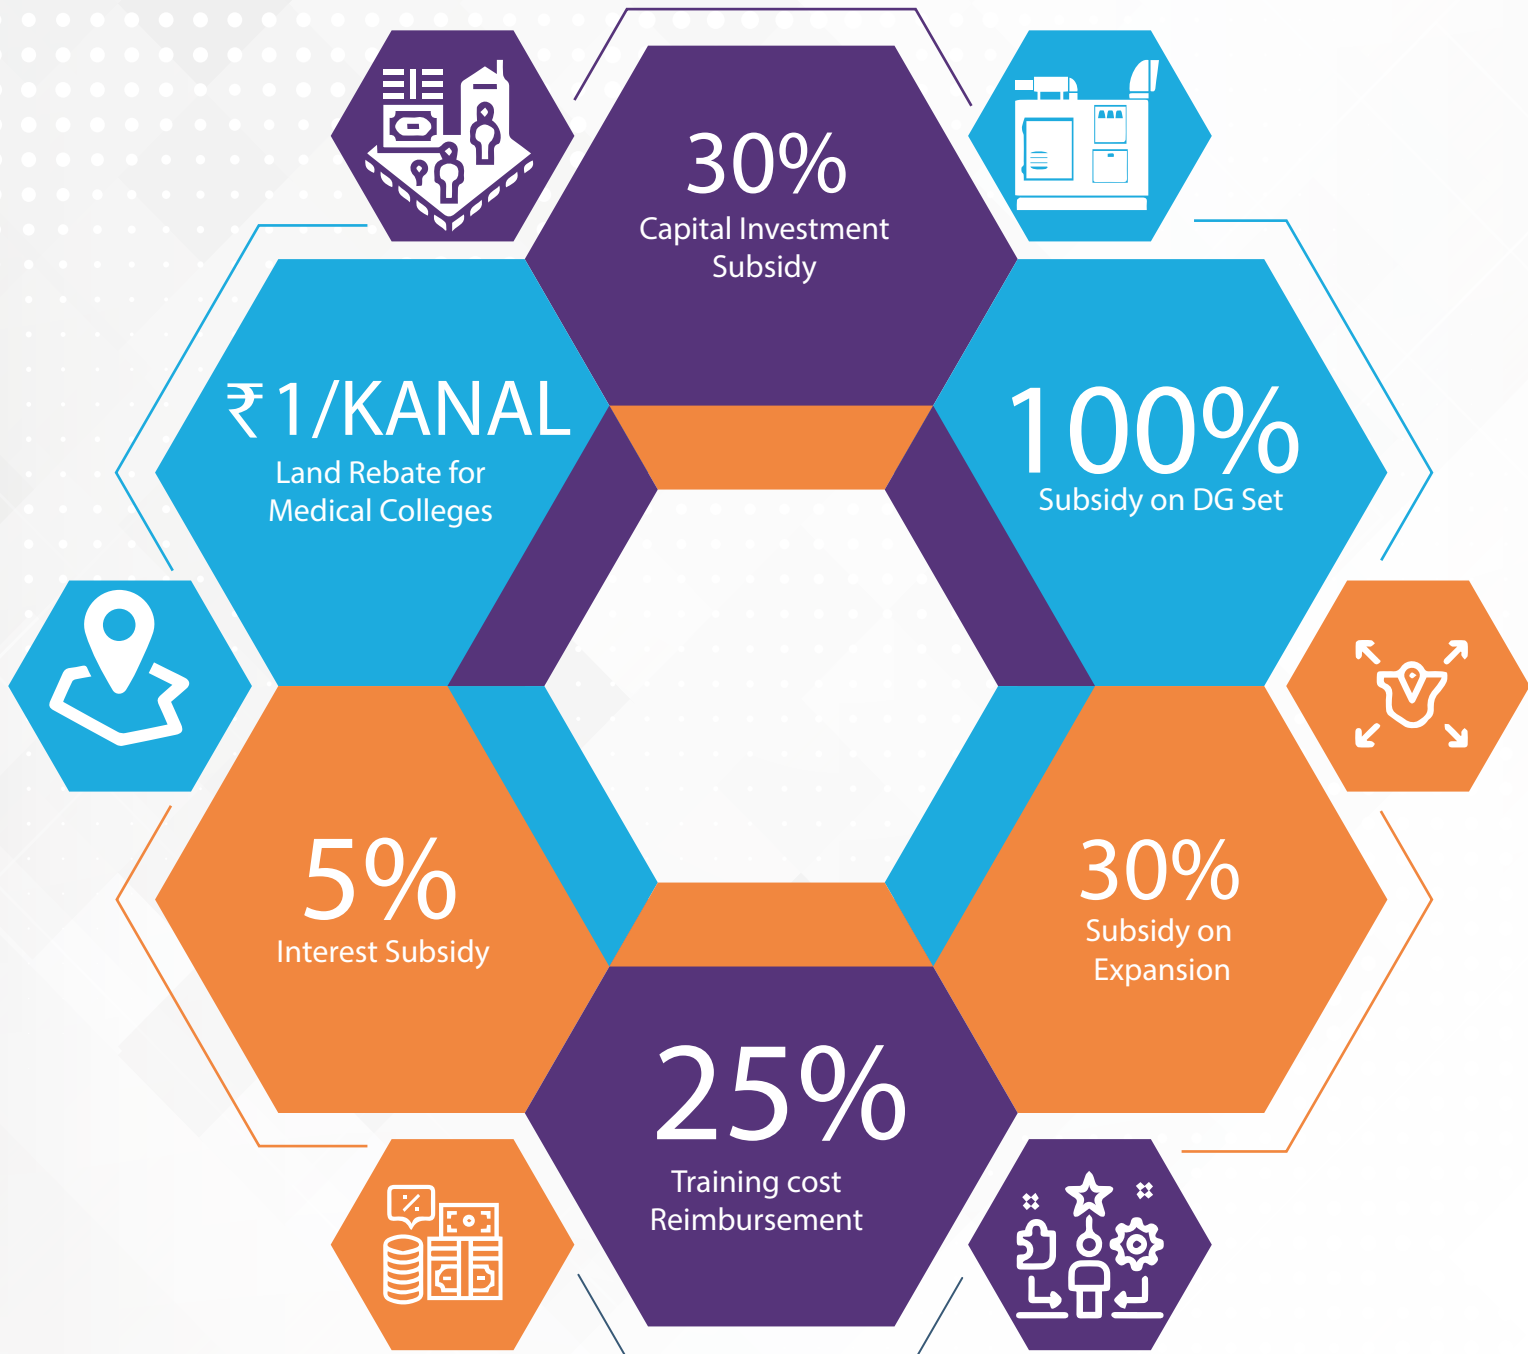 30%
Capital Investment
Subsidy
₹1/KANAL
Land Rebate for
Medical Colleges
100%
Subsidy on DG Set
5%
Interest Subsidy
30%
Subsidy on
Expansion
25%
Training cost
Reimbursement
%